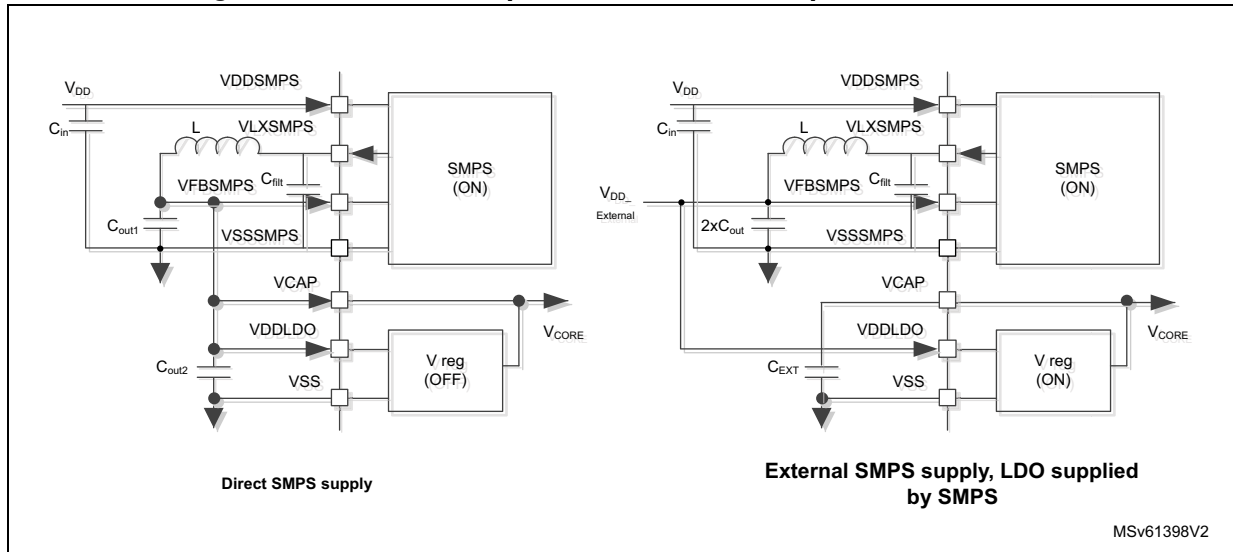 VDD
VDDSMPS
Cin
L
VLXSMPS
SMPS
(ON)
VFBSMPS
Cfilt
Cout1
VSSSMPS
VCAP
VCORE
VDDLDO
V reg
(OFF)
Cout2
VSS
Direct SMPS supply
VDD
VDDSMPS
Cin
L
VLXSMPS
SMPS
(ON)
VDD_
External
VFBSMPS
Cfilt
2xCout
VSSSMPS
VCAP
VCORE
VDDLDO
V reg
(ON)
CEXT
VSS
External SMPS supply, LDO supplied
by SMPS
MSv61398V2